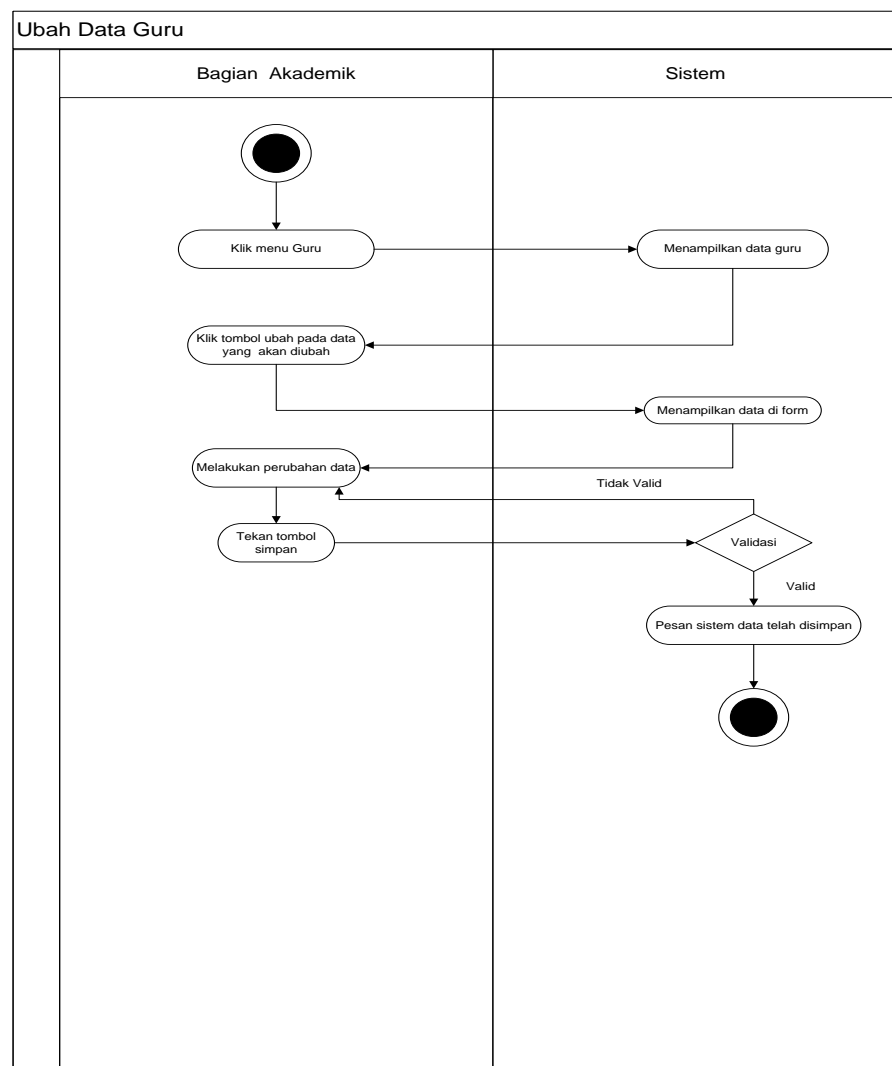 Ubah Data Guru
Bagian Akademik
Sistem
Klik menu Guru
Menampilkan data guru
Klik tombol ubah pada data
yang akan diubah
Menampilkan data di form
Melakukan perubahan data
Tidak Valid
Tekan tombol
simpan
Validasi
Valid
Pesan sistem data telah disimpan